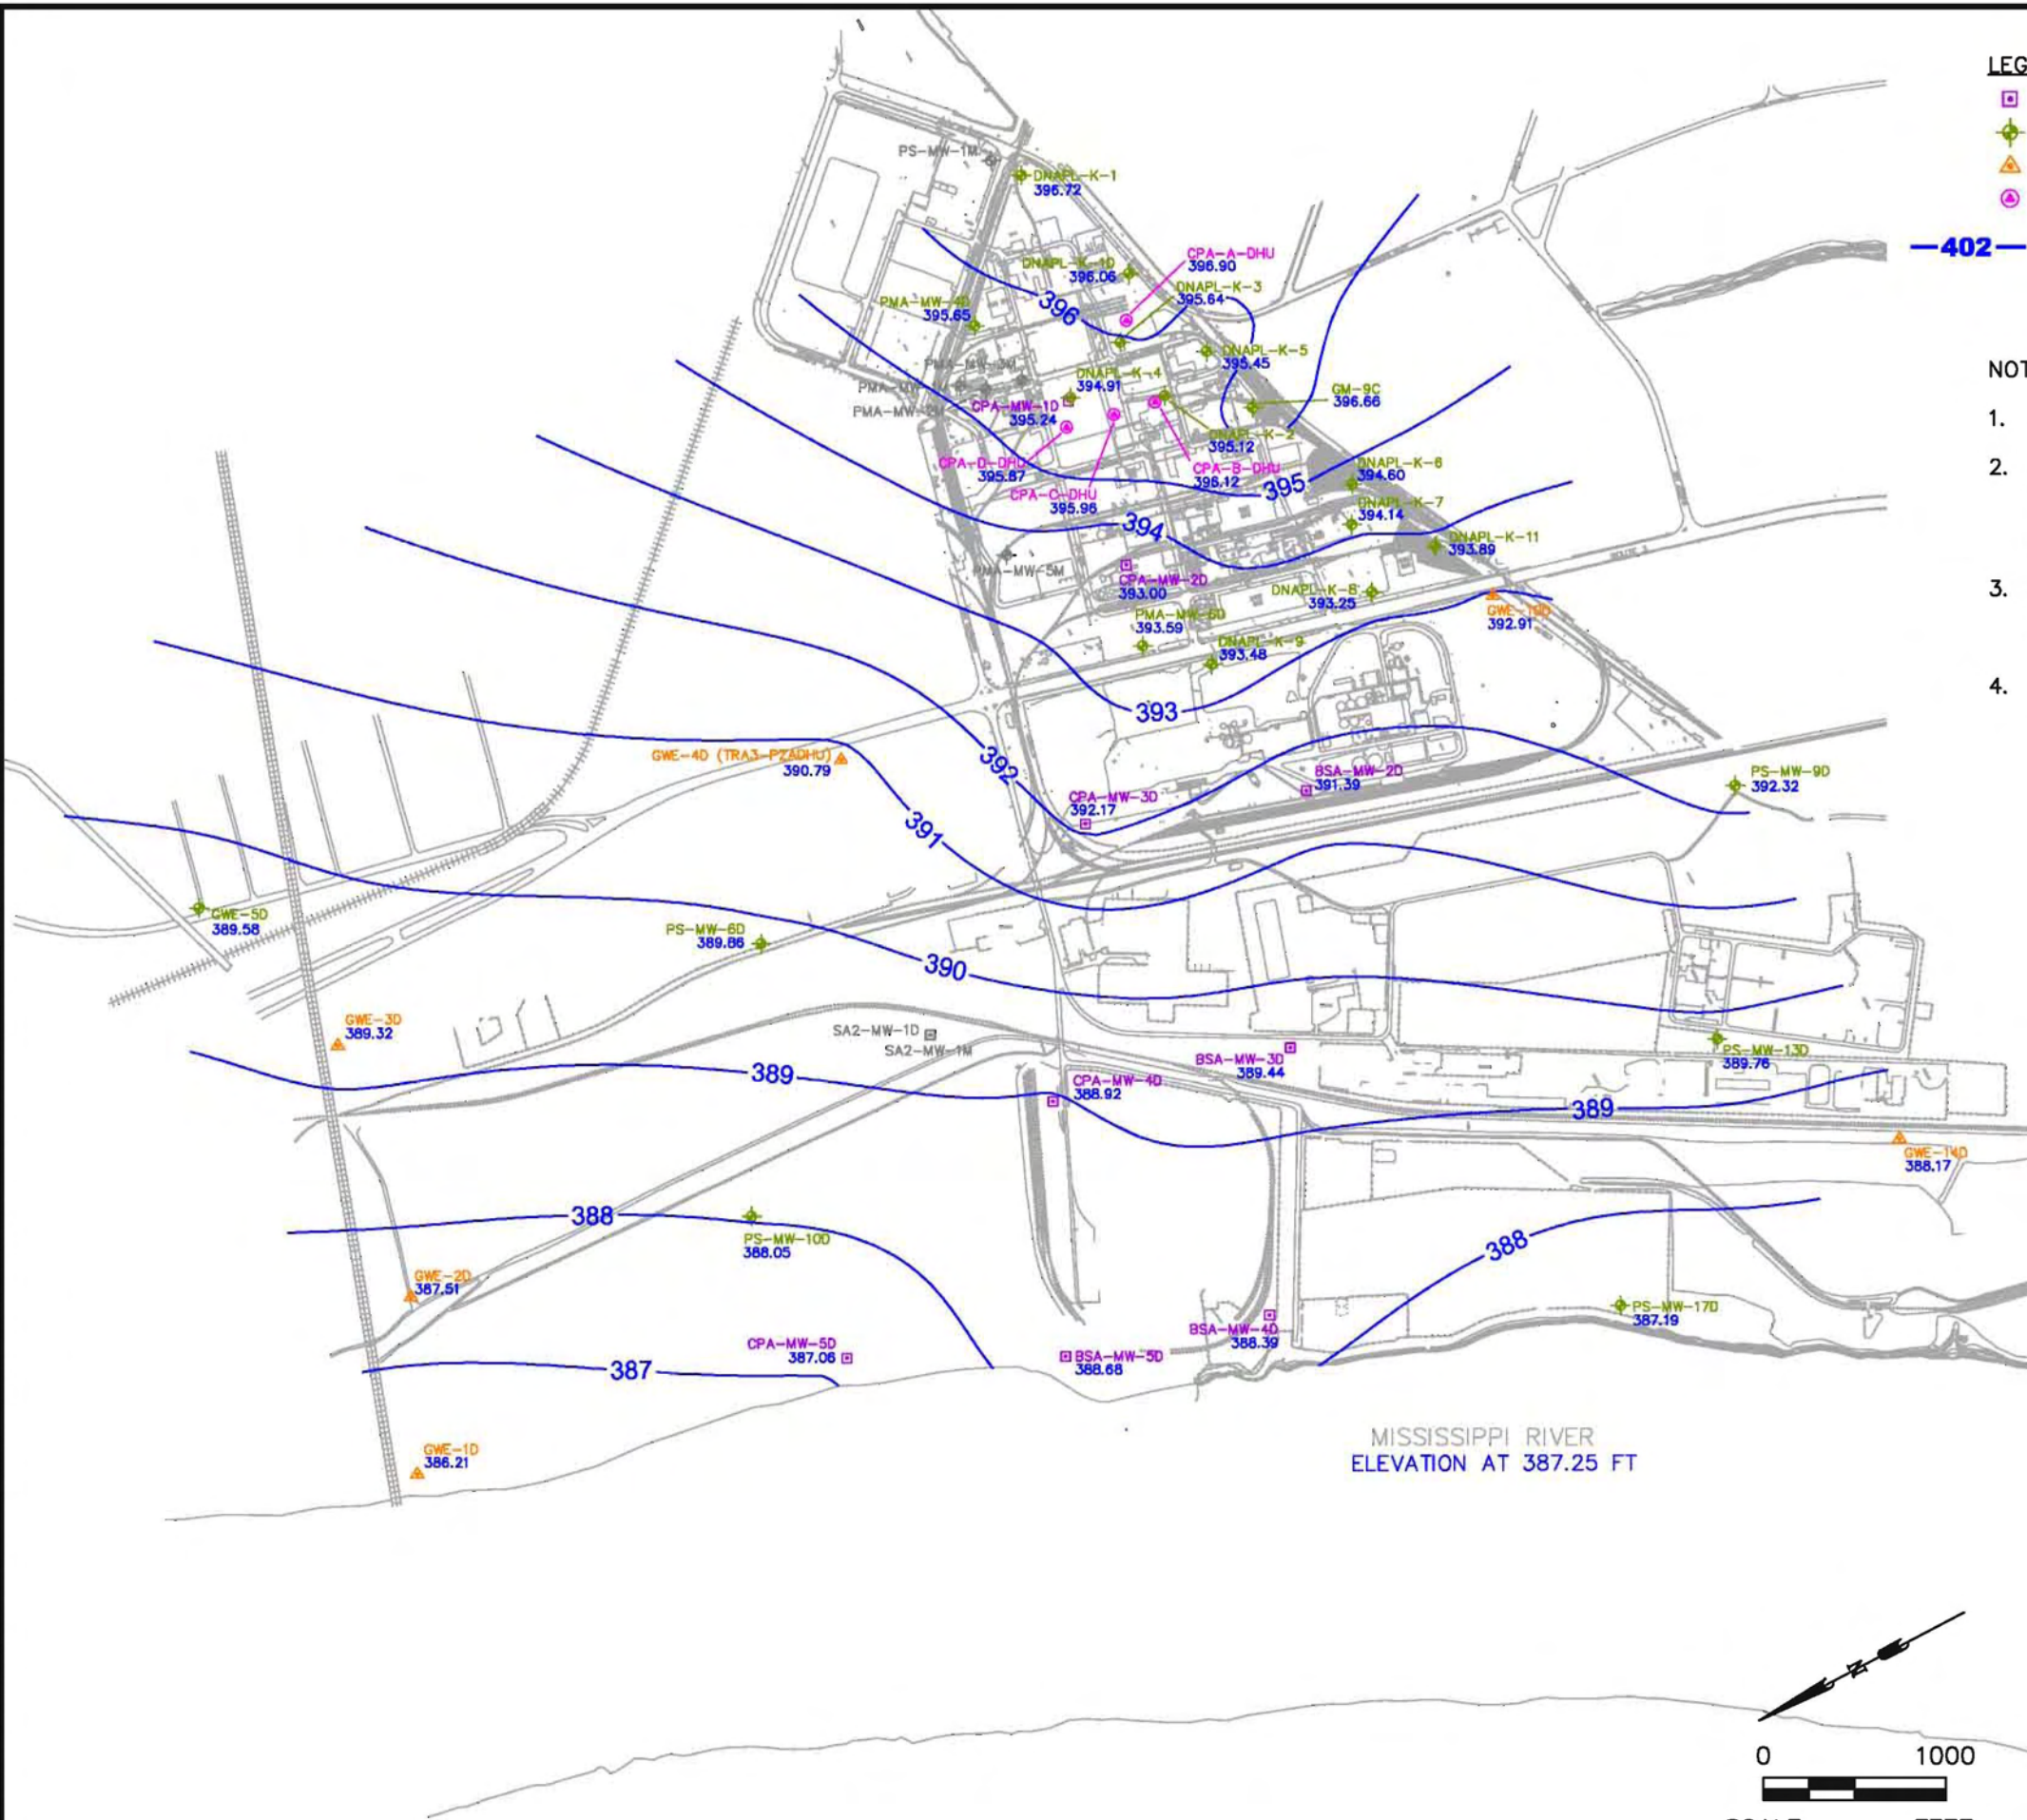 LEG
402
NOT
1.
2.
3.
4.
PS-MW-1M
DNAPL-K-1
396.72
CPA-A-DHU
396.90
DNAPL-K-10
396.06
DNAPL-K-3
395.64
PMA-MW-4D
395.65
396
DNAPL-K-5
395.45
PMA-MW-3M
DNAPL-K-4
394.91
PMA-MW-
GM-9C
396.66
CPA-MW-1D
395.24
PMA-MW-
DNAPL-K-2
395.12
CPA-D-DHU
395.87
CPA-B-DHU
396.12
DNAPL-K-6
394.60
CPA-C-DHU
395.96
395
DNAPL-K-7
394.14
394
DNAPL-K-11
393.89
PMA-MW-5M
CPA-MW-2D
393.00
DNAPL-K-8
393.25
PMA-MW-6D
393.59
392.91
DNAPL-K-9
393.48
393
GWE-4D (TRA3-PZADHU)
390.79
392
BSA-MW-2D
391.39
PS-MW-9D
392.32
CPA-MW-3D
392.17
391
GWE-5D
389.58
PS-MW-6D
389.86
390
GWE-3D
389.32
SA2-MW-1D
SA2-MW-1M
BSA-MW-3D
389.44
PS-MW-13D
389.76
389
CPA-MW-4D
388.92
389
GWE-14D
388.17
388
PS-MW-10D
388.05
388
GWE-2D
387.51
PS-MW-17D
387.19
CPA-MW-5D
387.06
BSA-MW-5D
388.68
BSA-MW-4D
388.39
387
MISSISSIPPI RIVER
ELEVATION AT 387.25 FT
GWE-1D
386.21
N
0 1000